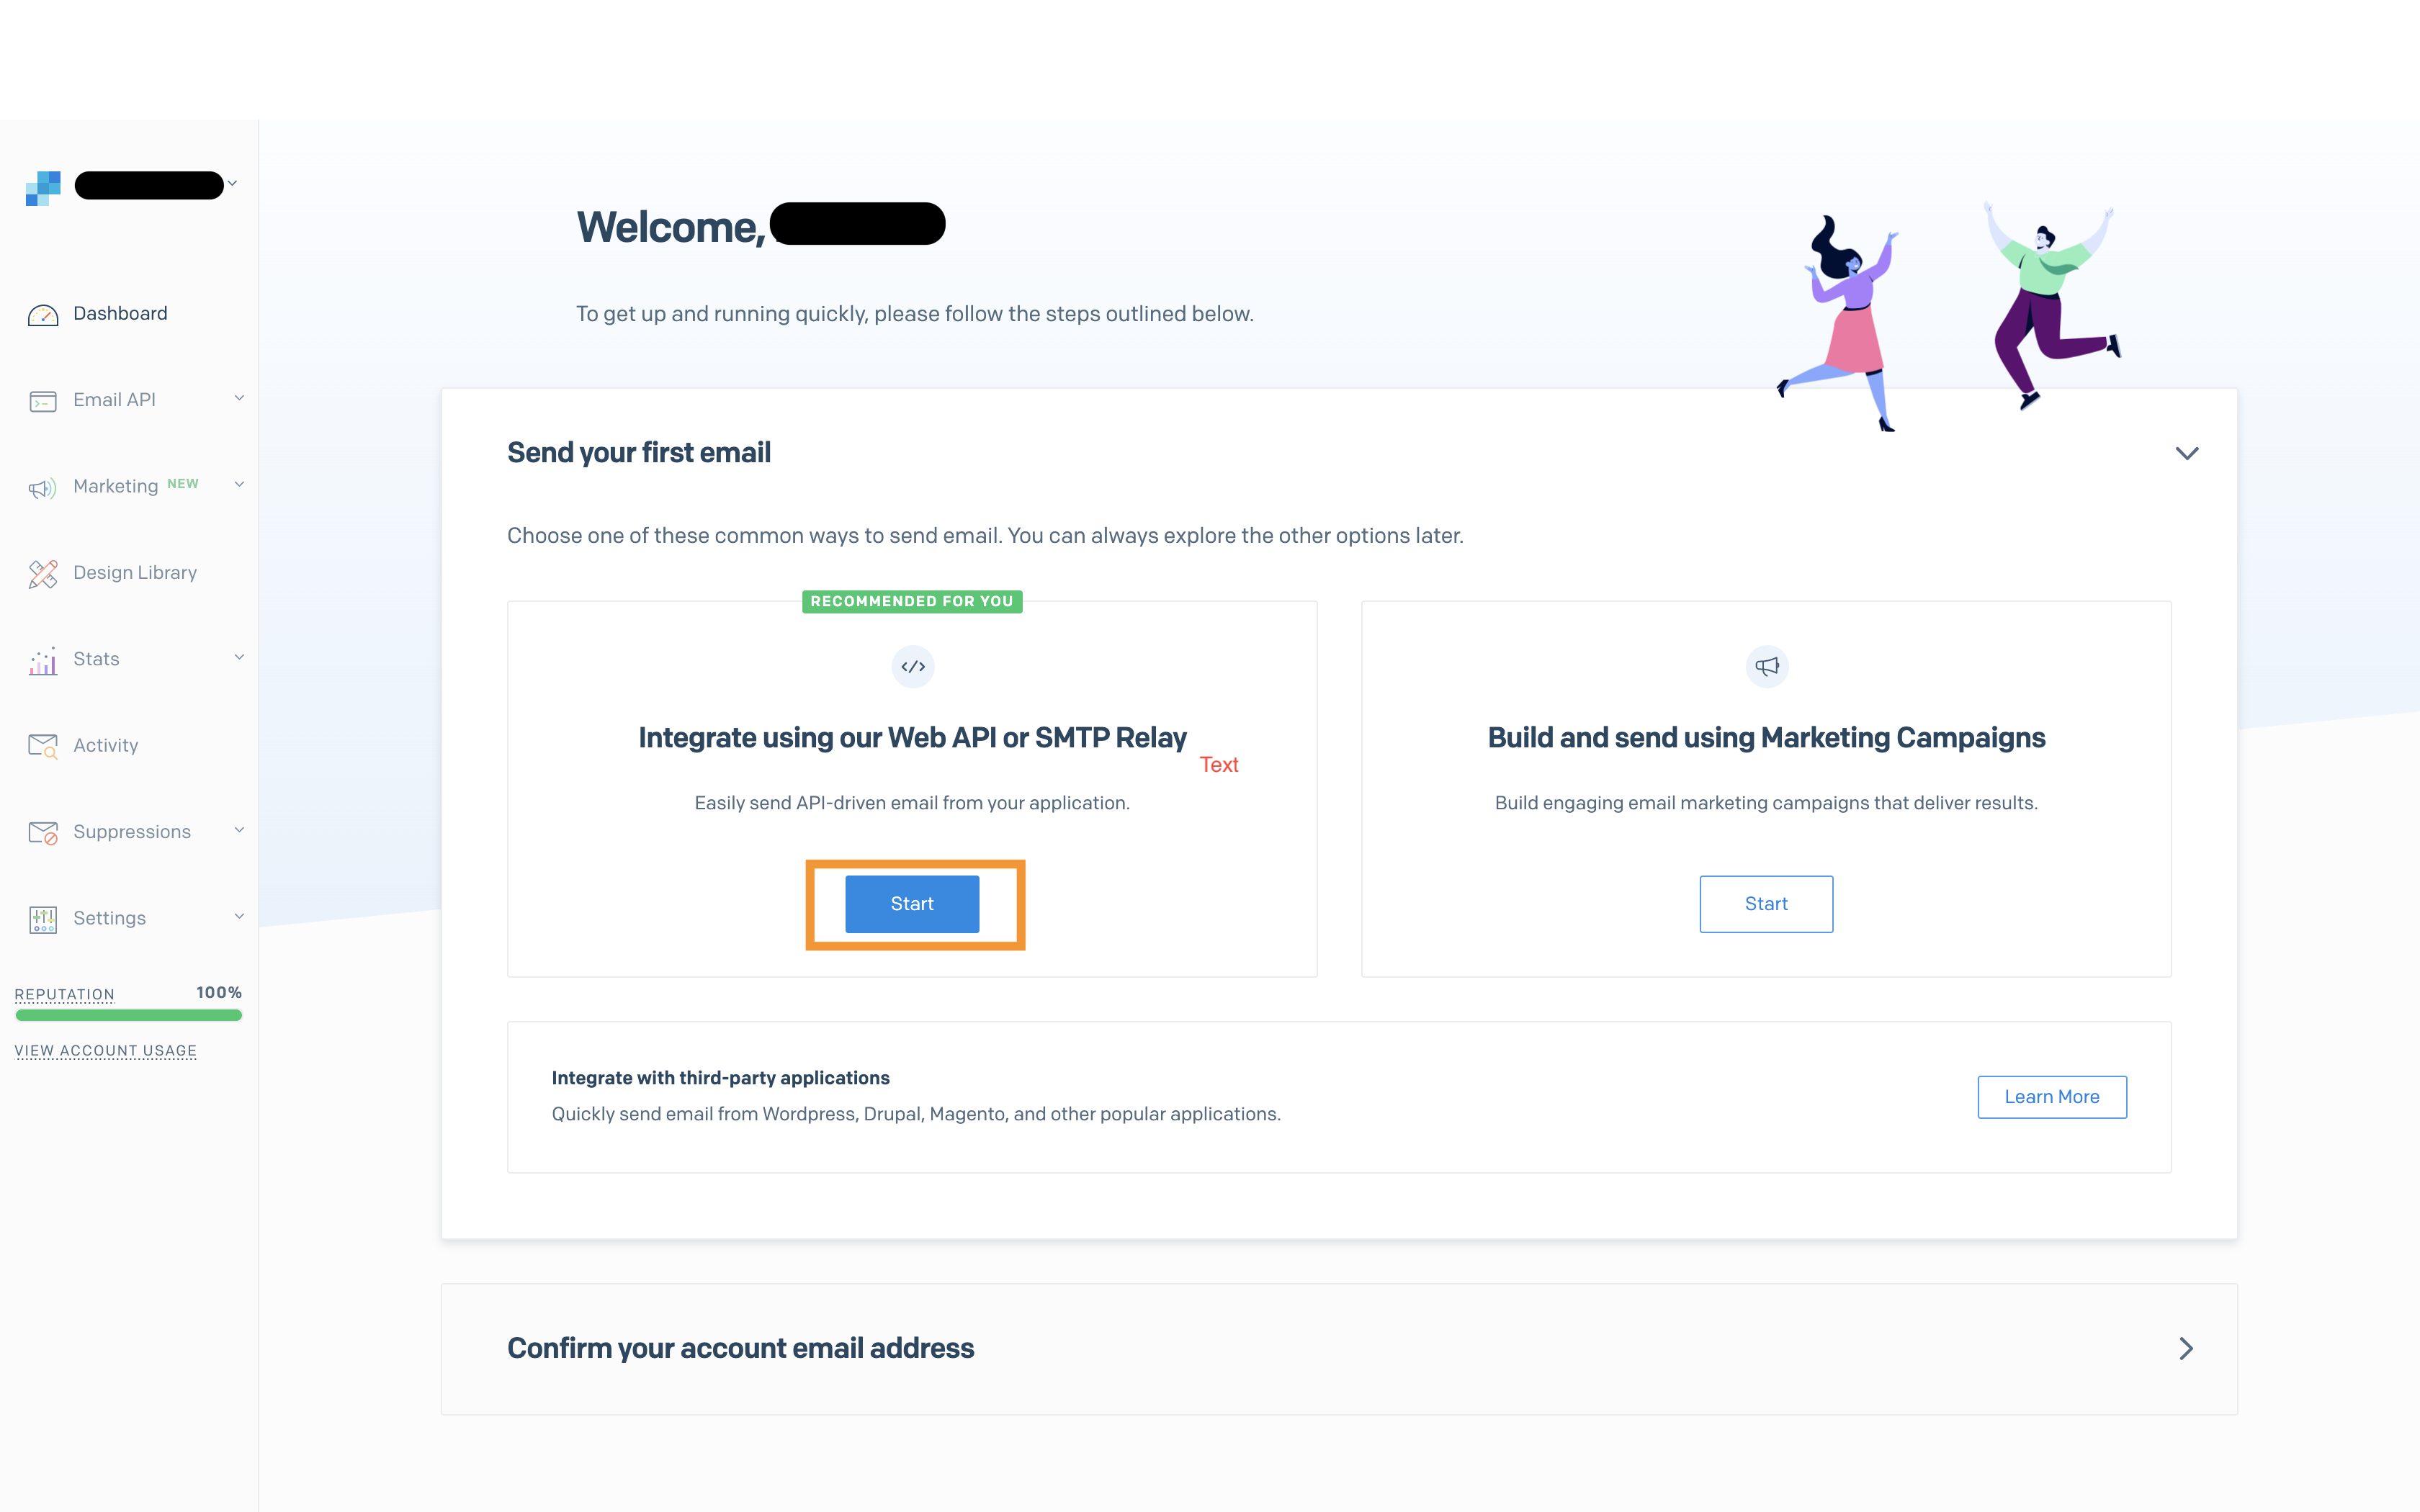 Welcome,
To get up and running quickly, please follow the steps outlined below.
Dashboard
Email API
Marketing NEW
Design Library
Stats
Activity
Suppressions
Settings
REPUTATION 100%
VIEW ACCOUNT USAGE
Send your first email
Choose one of these common ways to send email. You can always explore the other options later.
RECOMMENDED FOR YOU
Integrate using our Web API or SMTP Relay
Text
Easily send API-driven email from your application.
Start
Build and send using Marketing Campaigns
Build engaging email marketing campaigns that deliver results.
Start
Integrate with third-party applications
Quickly send email from Wordpress, Drupal, Magento, and other popular applications.
Learn More
Confirm your account email address